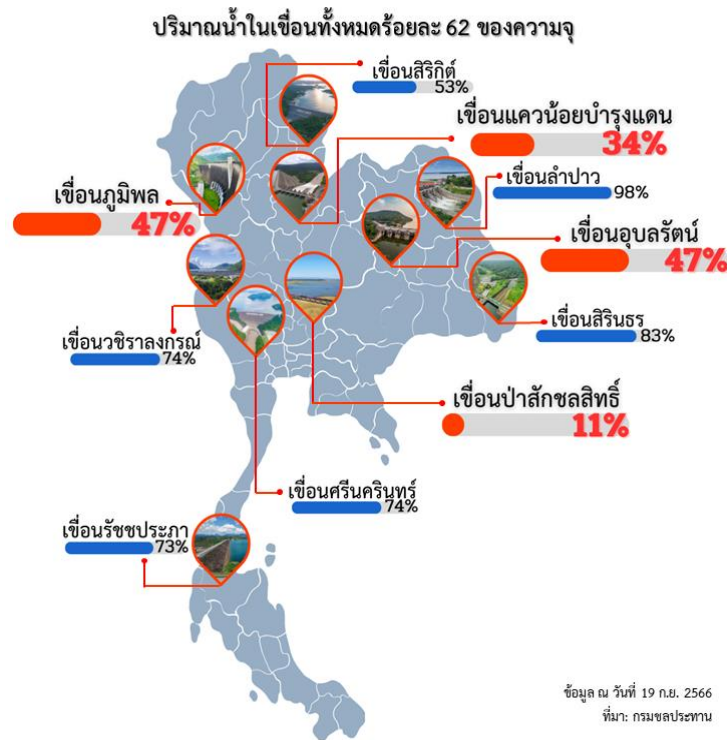 ปริมาณน้ำในเขื่อนทั้งหมดร้อยละ 62 ของความจุ
เขื่อนสิริกิต์
53%
เขื่อนแควน้อยบำรุงแดน
34%
เขื่อนลำปาว
98%
เขื่อนภูมิพล
47%
เขื่อนอุบลรัตน์
47%
เขื่อนสิรินธร
83%
เขื่อนวชิราลงกรณ์
74%
เขื่อนป่าสักชลสิทธิ์
11%
เขื่อนศรีนครินทร์
74%
เขื่อนรัชชประภา
73%
ข้อมูล ณ วันที่ 19 ก.ย. 2566
ที่มา: กรมชลประทาน